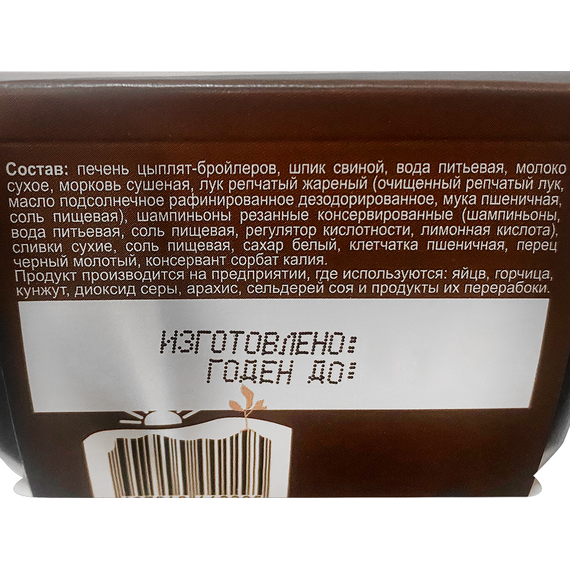 Состав: печень цыплят-бройлеров, шпик свиной, вода питьевая, молоко
сухое, морковь сушеная, лук репчатый жареный (очищенный репчатый лук,
масло подсолнечное рафинированное дезодорированное, мука пшеничная,
соль пищевая), шампиньоны резанные консервированные (шампиньоны,
вода питьевая, соль пищевая, регулятор кислотности, лимонная кислота),
сливки сухие, соль пищевая, сахар белый, клетчатка пшеничная, перец
черный молотый, консервант сорбат калия.
Продукт производится на предприятии, где используются: яйцв, горчица,
кунжут, диоксид серы, арахис, сельдерей соя и продукты их перерабоки.
ИЗГОТОВЛЕНО:
ГОДЕН ДО: